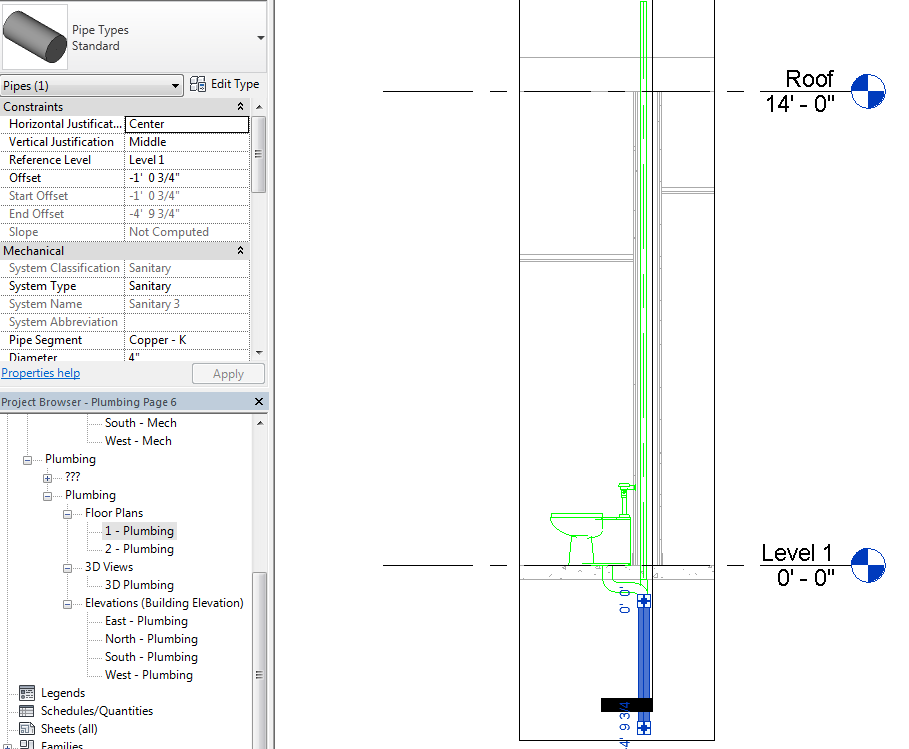 Pipe Types
Standard
Pipes (1)
Edit Type
Constraints
Horizontal Justificat... Center
Vertical Justification Middle
Reference Level Level 1
Offset -1' 0 3/4"
Start Offset -1' 0 3/4"
End Offset -4' 9 3/4"
Slope Not Computed
Mechanical
System Classification Sanitary
System Type Sanitary
System Name Sanitary 3
System Abbreviation
Pipe Segment Copper - K
Diameter 4"
Properties help
Apply
Project Browser - Plumbing Page 6
South - Mech
West - Mech
Plumbing
???
Plumbing
Floor Plans
1 - Plumbing
2 - Plumbing
3D Views
3D Plumbing
Elevations (Building Elevation)
East - Plumbing
North - Plumbing
South - Plumbing
West - Plumbing
Legends
Schedules/Quantities
Sheets (all)
Families
Roof
14' - 0"
Level 1
0' - 0"
0' 0"
4' 9 3/4